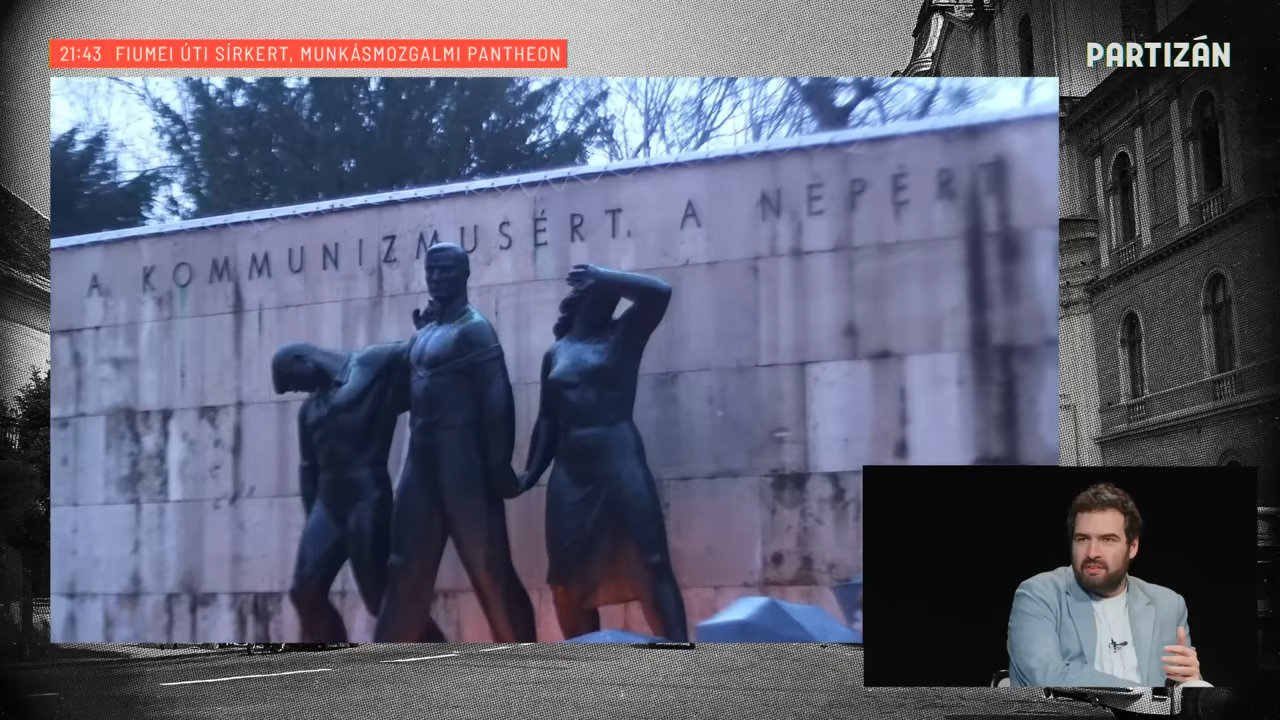 21:43 FIUMEI ÚTI SÍRKERT, MUNKÁSMOZGALMI PANTHEON
PARTIZÁN
A KOMMUNIZMUSÉRT, A NÉPÉRT